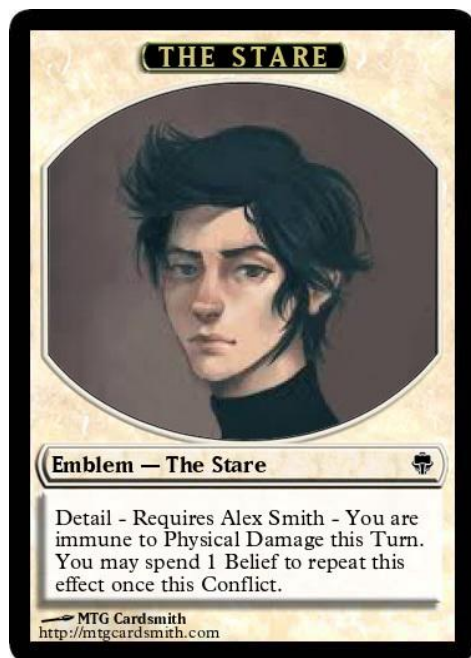 THE STARE
Emblem — The Stare
Detail - Requires Alex Smith - You are
immune to Physical Damage this Turn.
You may spend 1 Belief to repeat this
effect once this Conflict.
MTG Cardsmith
http://mtgcardsmith.com